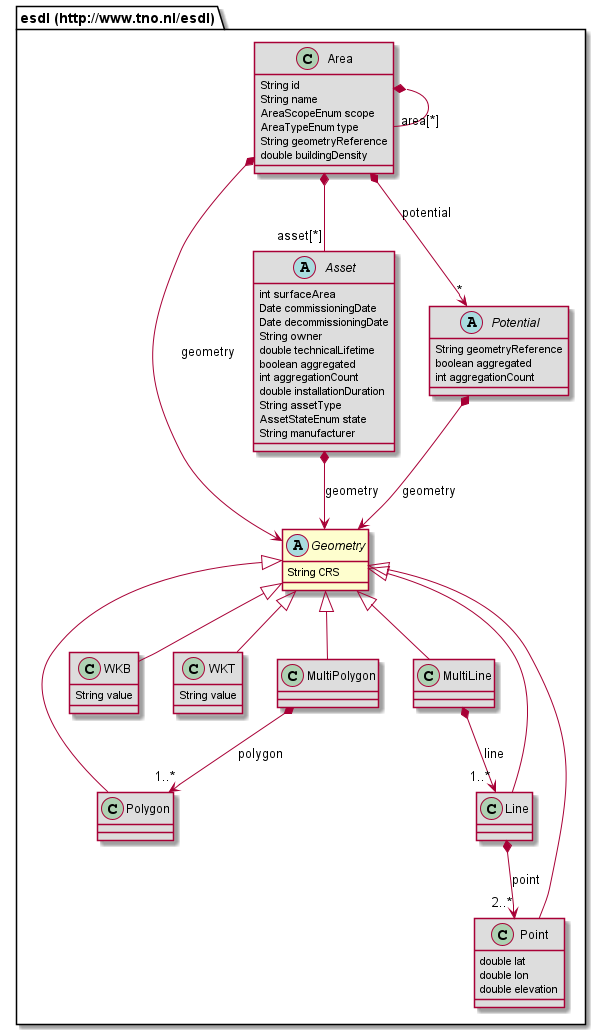 esdl (http://www.tno.nl/esdl)
C Area
String id
String name
AreaScopeEnum scope
AreaTypeEnum type
String geometryReference
double buildingDensity
area[*]
potential
asset[*]
A Asset
int surfaceArea
Date commissioningDate
Date decommissioningDate
String owner
double technicalLifetime
boolean aggregated
int aggregationCount
double installationDuration
String assetType
AssetStateEnum state
String manufacturer
*
A Potential
String geometryReference
boolean aggregated
int aggregationCount
geometry
geometry
geometry
A Geometry
String CRS
C WKB
String value
C WKT
String value
C MultiPolygon
C MultiLine
polygon
1..*
line
1..*
C Polygon
C Line
point
2..*
C Point
double lat
double lon
double elevation